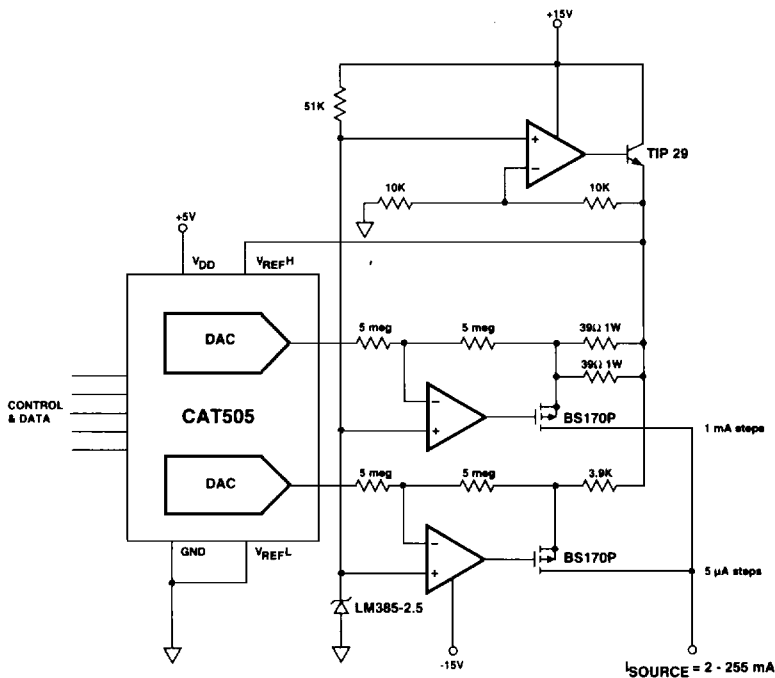 +15V
51K
+
−
TIP 29
10K
10K
+5V
VDD
VREFH
DAC
5 meg
5 meg
39Ω 1W
39Ω 1W
−
+
BS170P
CONTROL
& DATA
CAT505
1 mA steps
DAC
5 meg
5 meg
3.9K
−
+
BS170P
5 µA steps
GND
VREFL
LM385-2.5
-15V
ISOURCE = 2 - 255 mA